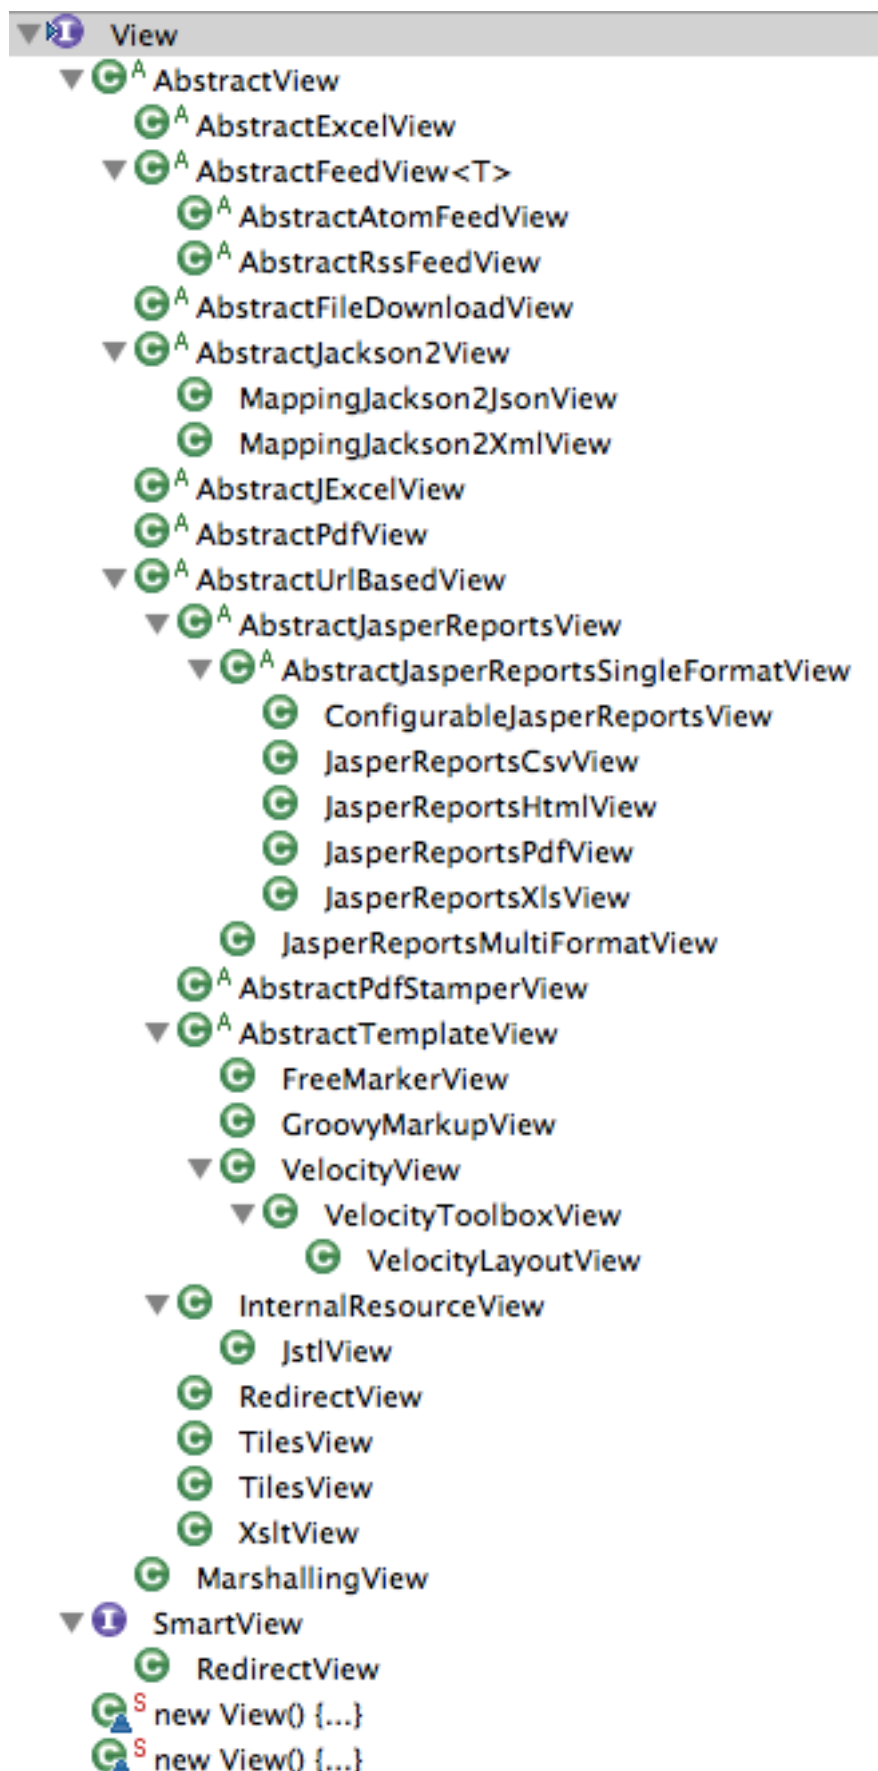 I View
C A AbstractView
C A AbstractExcelView
C A AbstractFeedView<T>
C A AbstractAtomFeedView
C A AbstractRssFeedView
C A AbstractFileDownloadView
C A AbstractJackson2View
C MappingJackson2JsonView
C MappingJackson2XmlView
C A AbstractJExcelView
C A AbstractPdfView
C A AbstractUrlBasedView
C A AbstractJasperReportsView
C A AbstractJasperReportsSingleFormatView
C ConfigurableJasperReportsView
C JasperReportsCsvView
C JasperReportsHtmlView
C JasperReportsPdfView
C JasperReportsXlsView
C JasperReportsMultiFormatView
C A AbstractPdfStamperView
C A AbstractTemplateView
C FreeMarkerView
C GroovyMarkupView
C VelocityView
C VelocityToolboxView
C VelocityLayoutView
C InternalResourceView
C JstlView
C RedirectView
C TilesView
C TilesView
C XsltView
C MarshallingView
I SmartView
C RedirectView
C S new View() {...}
C S new View() {...}